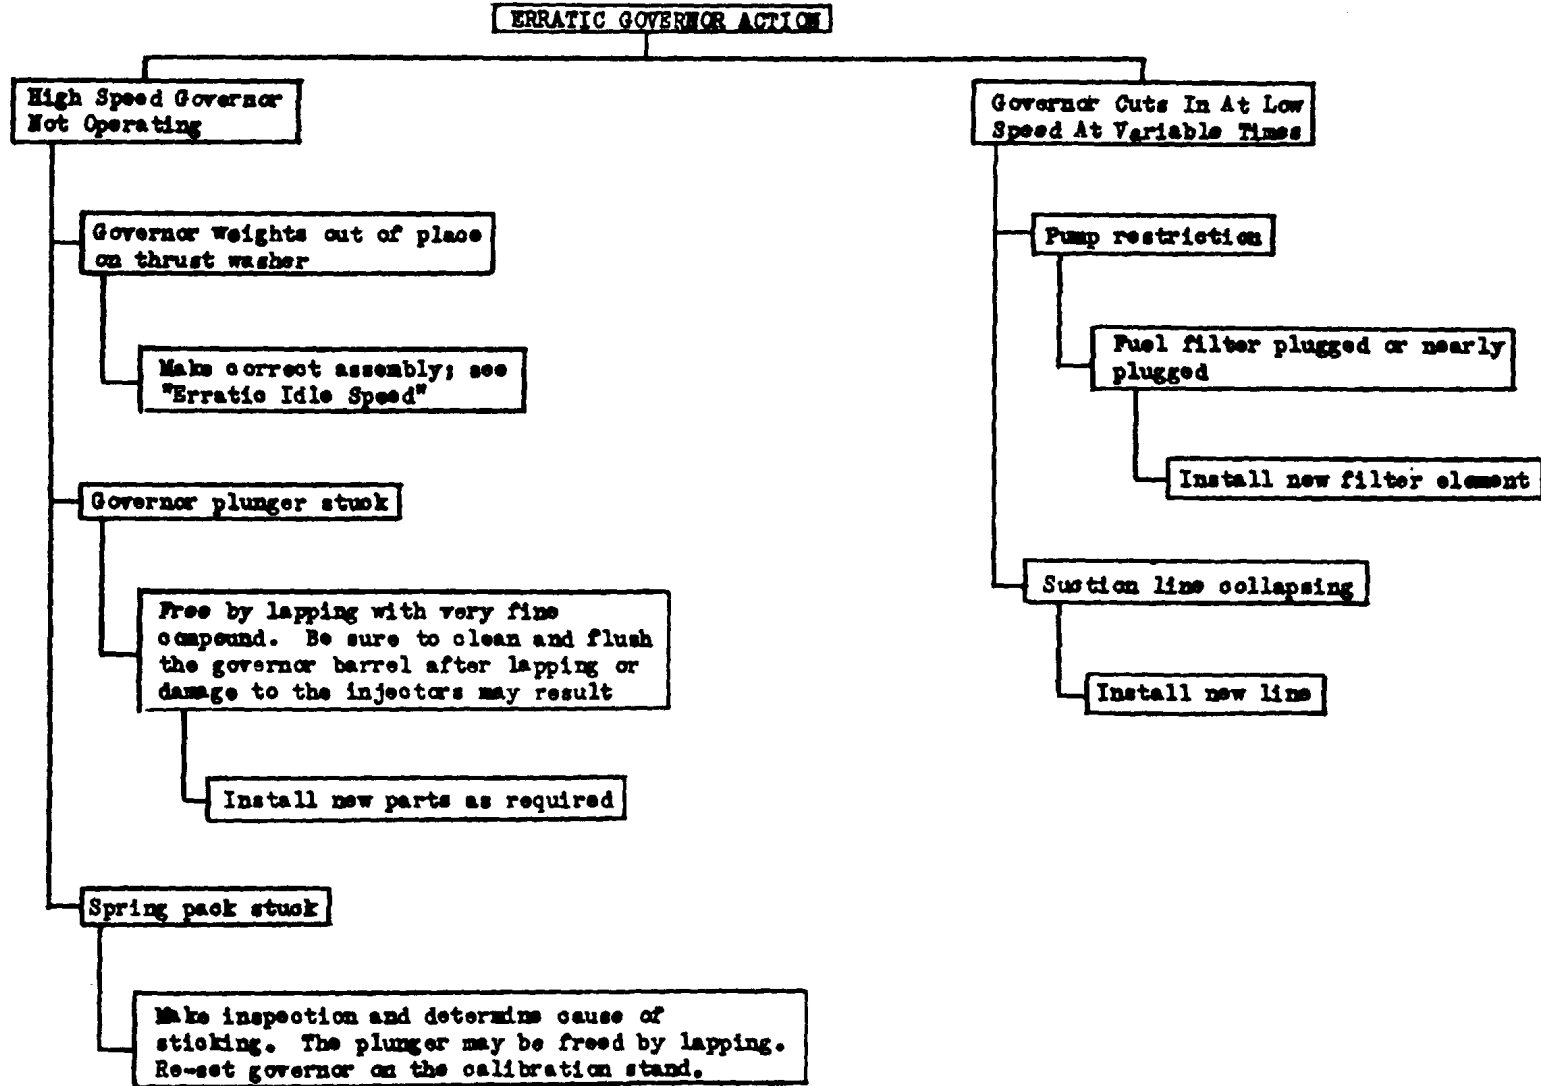 ERRATIC GOVERNOR ACTION
High Speed Governor
Not Operating
Governor weights out of place
on thrust washer
Make correct assembly; see
"Erratic Idle Speed"
Governor plunger stuck
Free by lapping with very fine
compound. Be sure to clean and flush
the governor barrel after lapping or
damage to the injectors may result
Install new parts as required
Spring pack stuck
Make inspection and determine cause of
sticking. The plunger may be freed by lapping.
Re-set governor on the calibration stand.
Governor Cuts In At Low
Speed At Variable Times
Pump restriction
Fuel filter plugged or nearly
plugged
Install new filter element
Suction line collapsing
Install new line